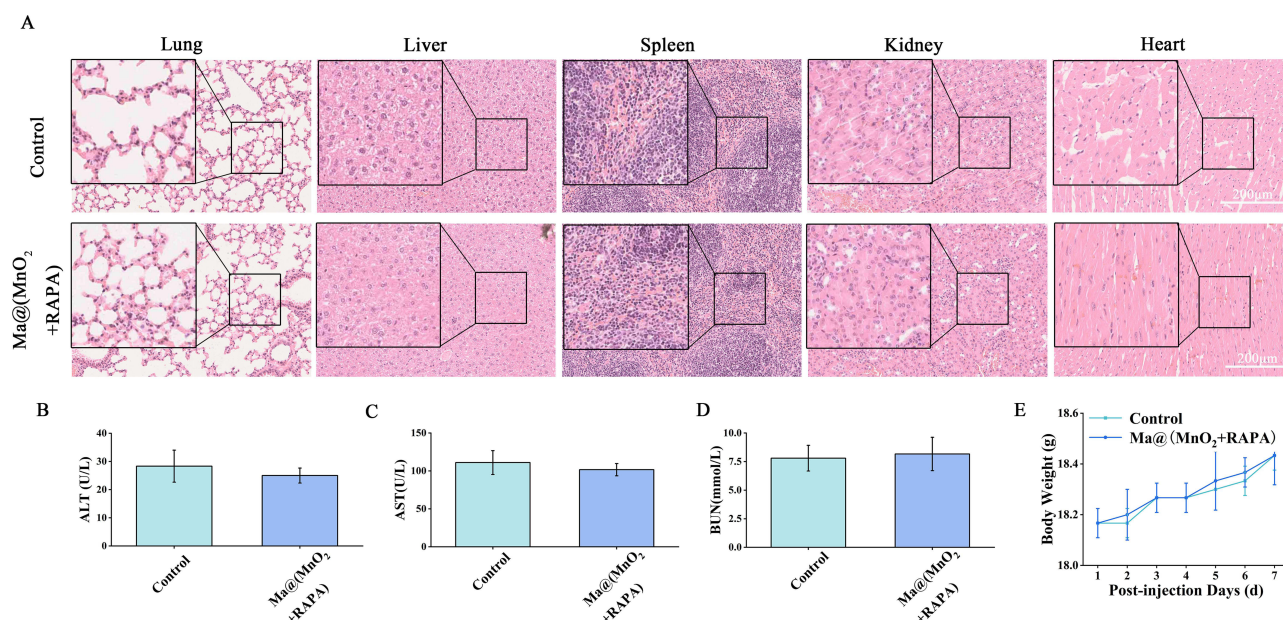 A
Lung Liver Spleen Kidney Heart
Control
200μm
Ma@(MnO₂
+RAPA)
200μm
B
ALT (U/L)
40
30
20
10
0
Control
Ma@(MnO₂
+RAPA)
C
AST(U/L)
150
100
50
0
Control
Ma@(MnO₂
+RAPA)
D
BUN(mmol/L)
10.0
7.5
5.0
2.5
0.0
Control
Ma@(MnO₂
+RAPA)
E
Control
Ma@(MnO₂+RAPA)
Body Weight (g)
18.6
18.4
18.2
18.0
1 2 3 4 5 6 7
Post-injection Days (d)